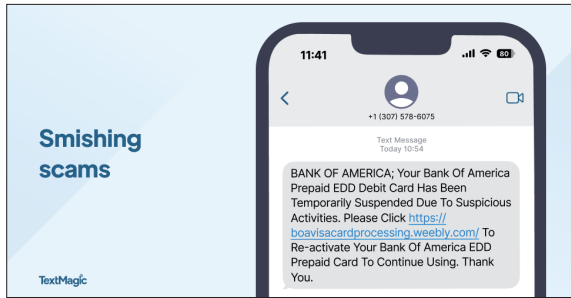 11:41
80
+1 (307) 578-6075
Smishing
scams
Text Message
Today 10:54
BANK OF AMERICA; Your Bank Of America
Prepaid EDD Debit Card Has Been
Temporarily Suspended Due To Suspicious
Activities. Please Click https://
boavisacardprocessing.weebly.com/ To
Re-activate Your Bank Of America EDD
Prepaid Card To Continue Using. Thank
You.
TextMagic